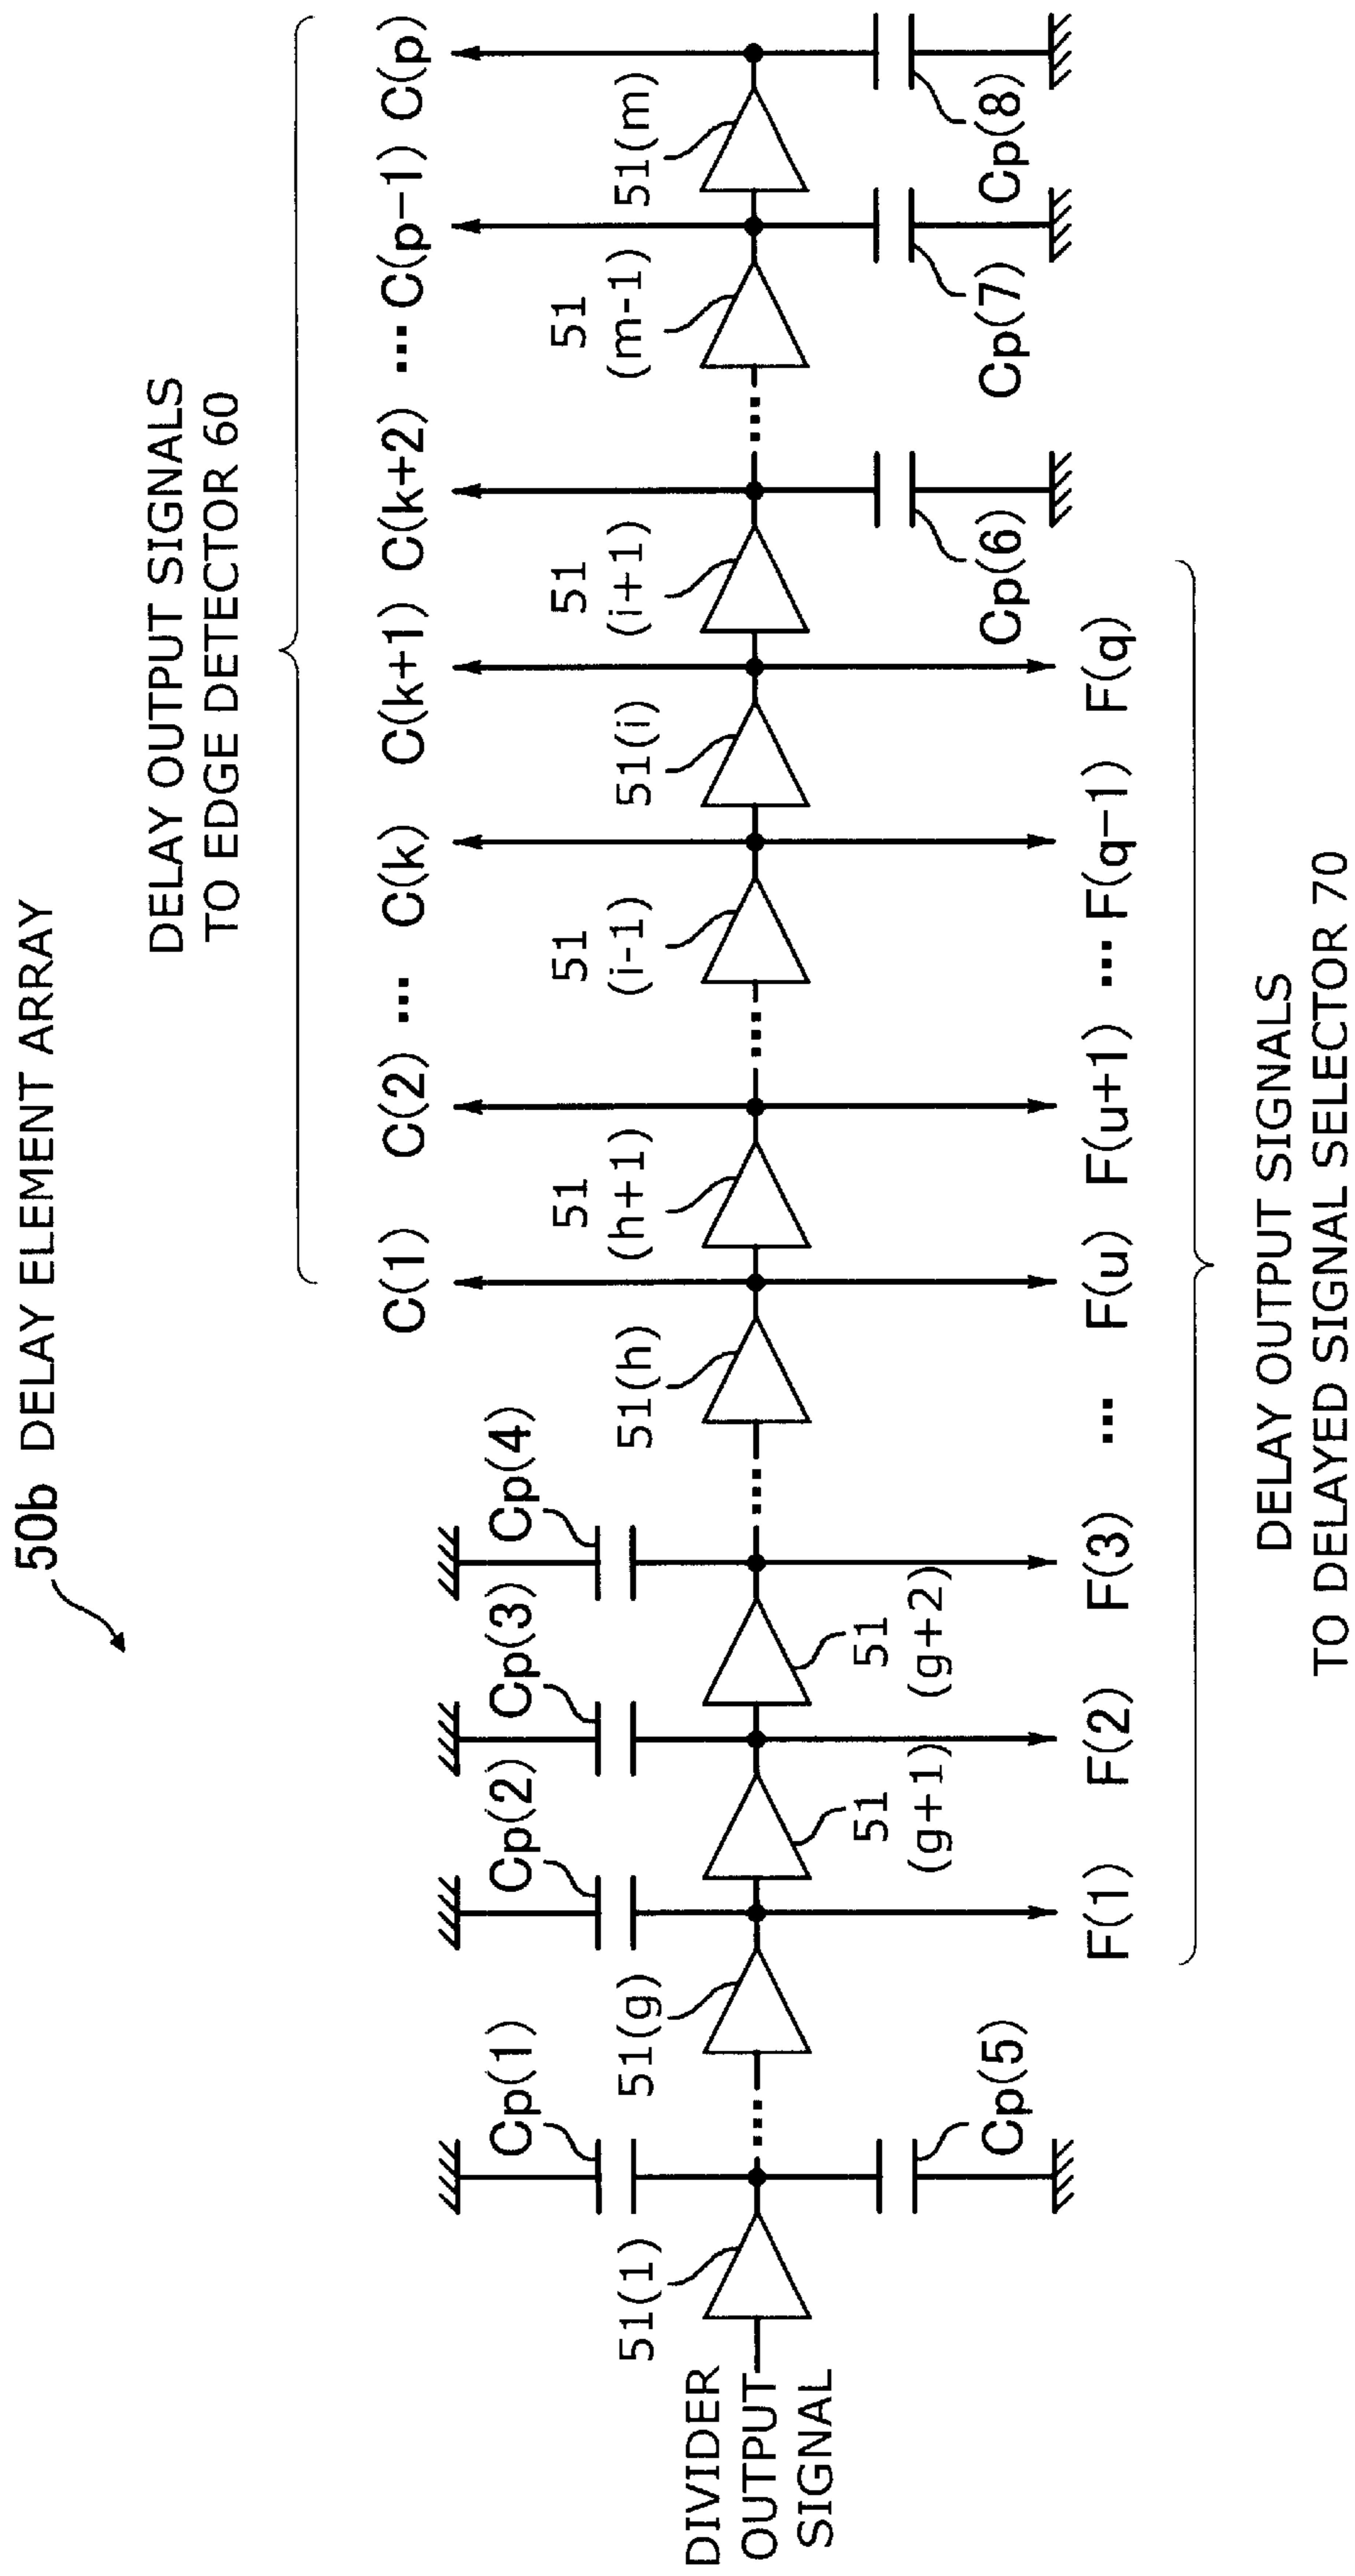 50b DELAY ELEMENT ARRAY
DELAY OUTPUT SIGNALS
TO EDGE DETECTOR 60
C(1) C(2) ... C(k) C(k+1) C(k+2) ... C(p-1) C(p)
Cp(1) Cp(2) Cp(3) Cp(4)
51(1) 51(g) 51(h) 51 51 51(i) 51 51 51(m)
(h+1) (i-1) (i+1) (m-1)
DIVIDER
OUTPUT
SIGNAL
51 51
(g+1) (g+2)
Cp(5) Cp(6) Cp(7) Cp(8)
F(1) F(2) F(3) ... F(u) F(u+1) ... F(q-1) F(q)
DELAY OUTPUT SIGNALS
TO DELAYED SIGNAL SELECTOR 70